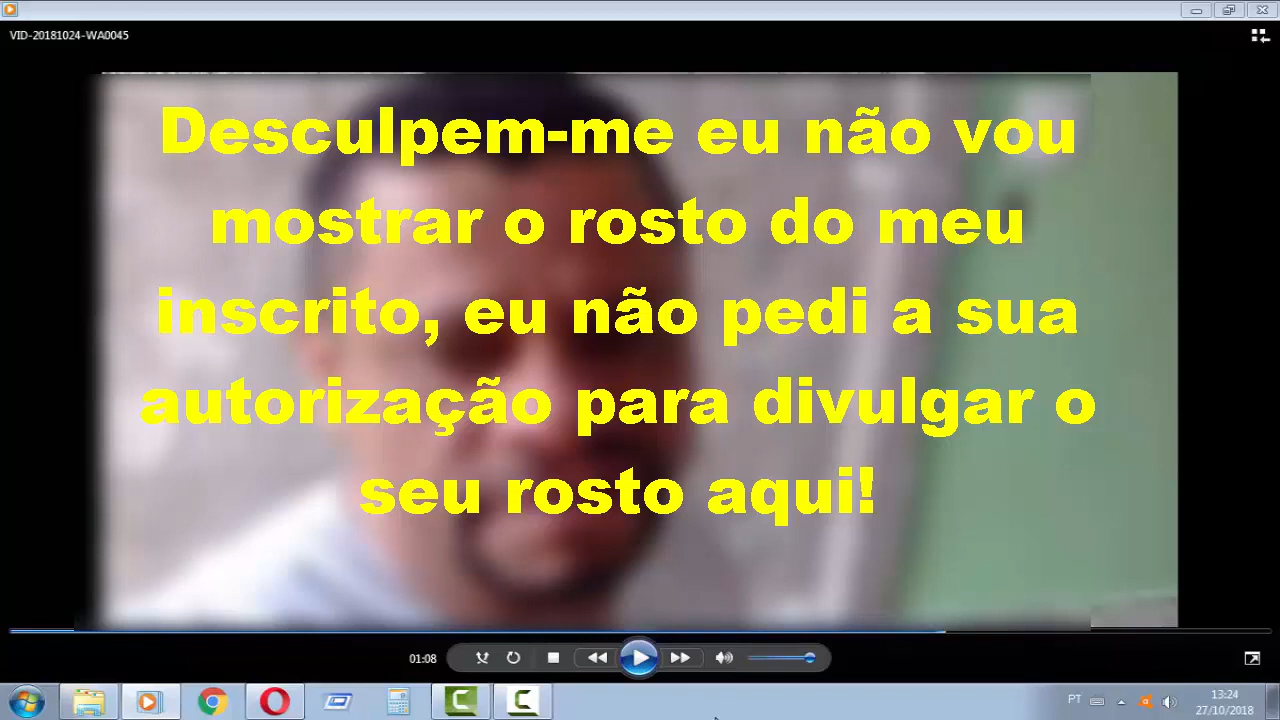 VID-20181024-WA0045
Desculpem-me eu não vou
mostrar o rosto do meu
inscrito, eu não pedi a sua
autorização para divulgar o
seu rosto aqui!
01:08
PT
13:24
27/10/2018